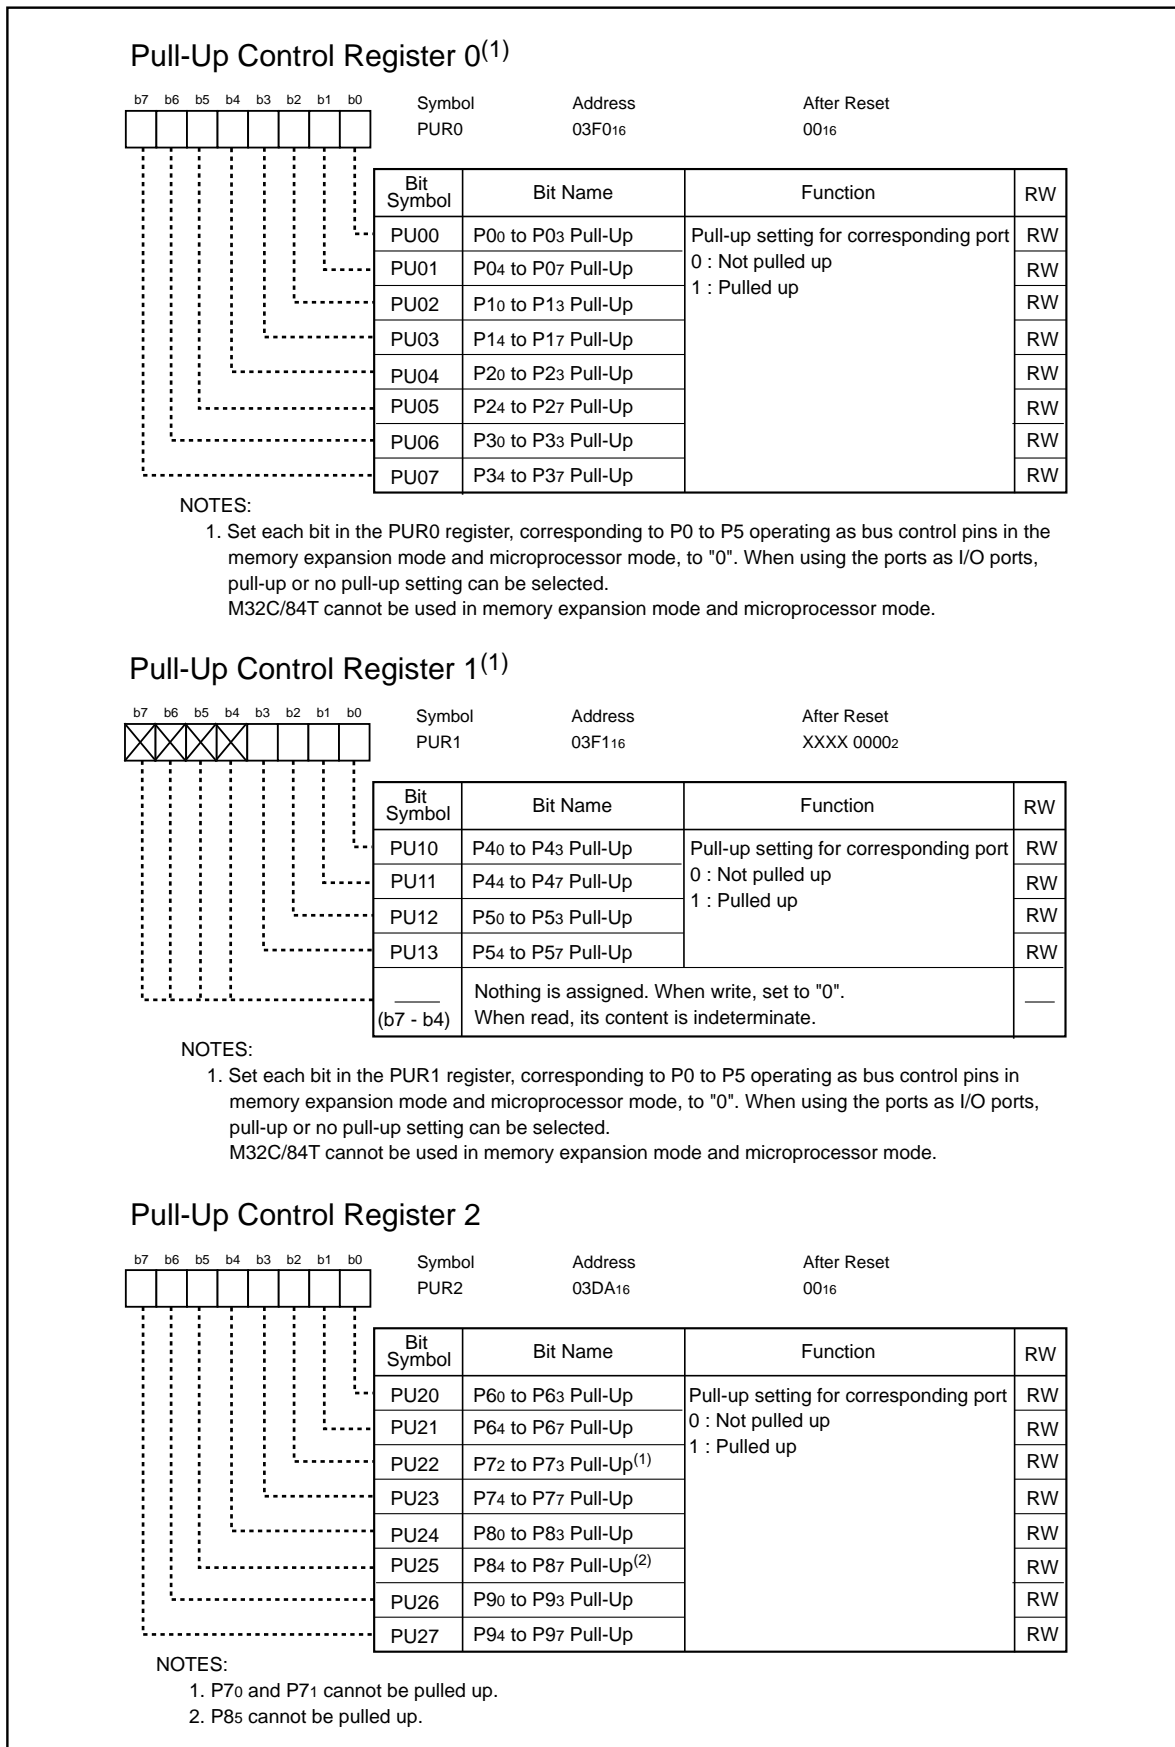 Pull-Up Control Register 0(1)
b7 b6 b5 b4 b3 b2 b1 b0
Symbol Address After Reset
PUR0 03F016 0016
Bit Symbol Bit Name Function RW
PU00 P00 to P03 Pull-Up Pull-up setting for corresponding port RW
0 : Not pulled up
1 : Pulled up
PU01 P04 to P07 Pull-Up RW
PU02 P10 to P13 Pull-Up RW
PU03 P14 to P17 Pull-Up RW
PU04 P20 to P23 Pull-Up RW
PU05 P24 to P27 Pull-Up RW
PU06 P30 to P33 Pull-Up RW
PU07 P34 to P37 Pull-Up RW
NOTES:
1. Set each bit in the PUR0 register, corresponding to P0 to P5 operating as bus control pins in the
memory expansion mode and microprocessor mode, to "0". When using the ports as I/O ports,
pull-up or no pull-up setting can be selected.
M32C/84T cannot be used in memory expansion mode and microprocessor mode.
Pull-Up Control Register 1(1)
b7 b6 b5 b4 b3 b2 b1 b0
Symbol Address After Reset
PUR1 03F116 XXXX 00002
Bit Symbol Bit Name Function RW
PU10 P40 to P43 Pull-Up Pull-up setting for corresponding port RW
0 : Not pulled up
1 : Pulled up
PU11 P44 to P47 Pull-Up RW
PU12 P50 to P53 Pull-Up RW
PU13 P54 to P57 Pull-Up RW
(b7 - b4) Nothing is assigned. When write, set to "0".
When read, its content is indeterminate.
NOTES:
1. Set each bit in the PUR1 register, corresponding to P0 to P5 operating as bus control pins in
memory expansion mode and microprocessor mode, to "0". When using the ports as I/O ports,
pull-up or no pull-up setting can be selected.
M32C/84T cannot be used in memory expansion mode and microprocessor mode.
Pull-Up Control Register 2
b7 b6 b5 b4 b3 b2 b1 b0
Symbol Address After Reset
PUR2 03DA16 0016
Bit Symbol Bit Name Function RW
PU20 P60 to P63 Pull-Up Pull-up setting for corresponding port RW
0 : Not pulled up
1 : Pulled up
PU21 P64 to P67 Pull-Up RW
PU22 P72 to P73 Pull-Up(1) RW
PU23 P74 to P77 Pull-Up RW
PU24 P80 to P83 Pull-Up RW
PU25 P84 to P87 Pull-Up(2) RW
PU26 P90 to P93 Pull-Up RW
PU27 P94 to P97 Pull-Up RW
NOTES:
1. P70 and P71 cannot be pulled up.
2. P85 cannot be pulled up.